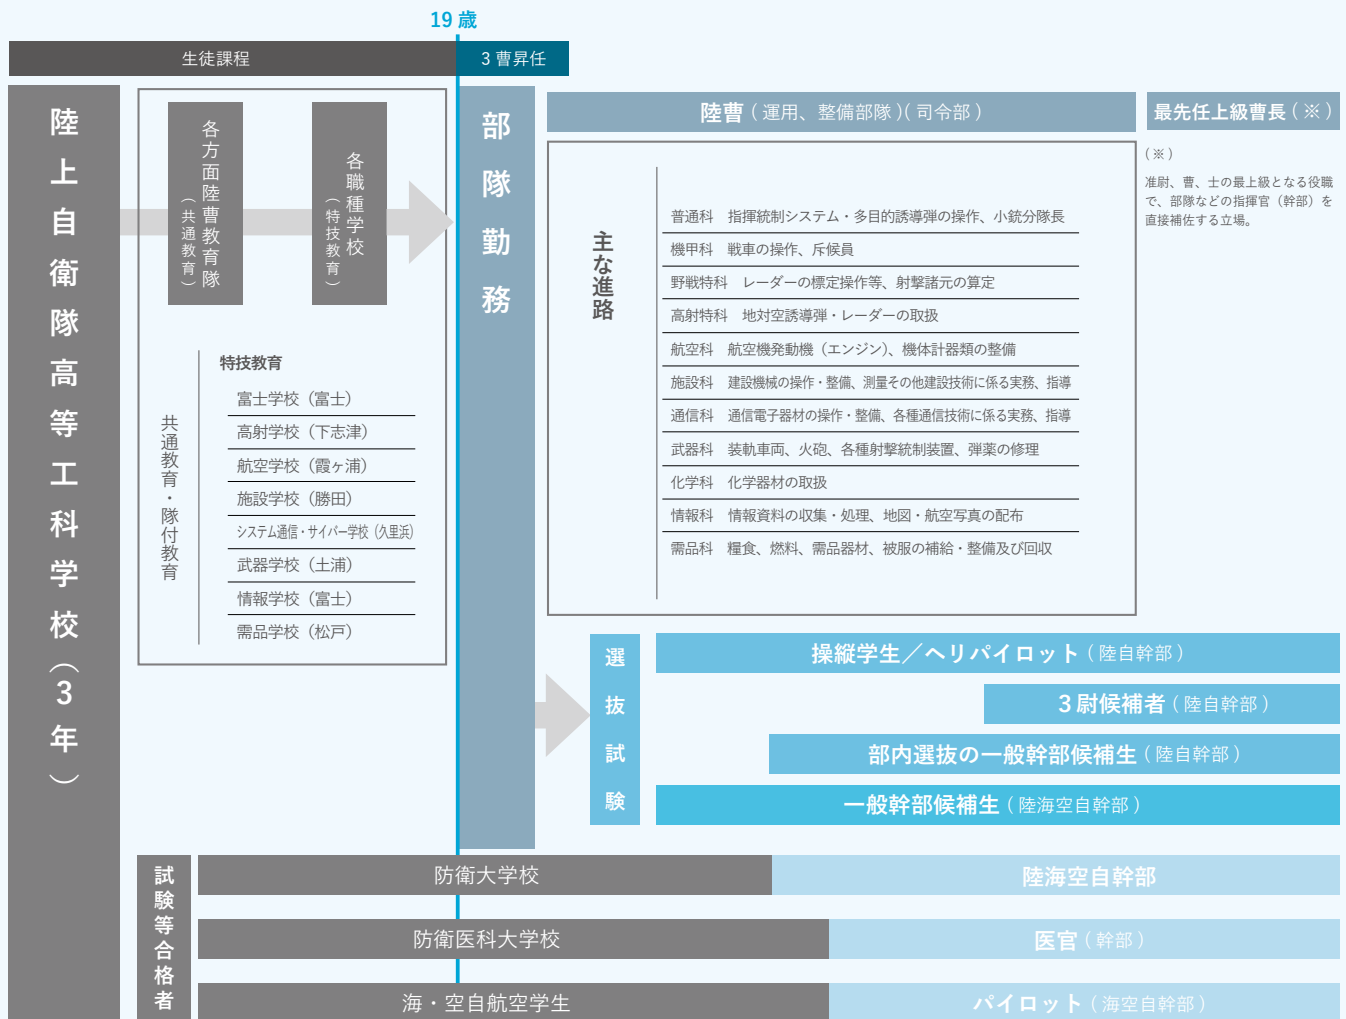 19歳
生徒課程
3曹昇任
陸上自衛隊高等工科学校（3年）
各方面陸曹教育隊
（共通教育）
各職種学校
（特技教育）
共通教育・隊付教育
特技教育
富士学校（富士）
高射学校（下志津）
航空学校（霞ヶ浦）
施設学校（勝田）
システム通信・サイバー学校（久里浜）
武器学校（土浦）
情報学校（富士）
需品学校（松戸）
部隊勤務
陸曹（運用、整備部隊）（司令部）
最先任上級曹長（※）
（※）
准尉、曹、士の最上級となる役職
で、部隊などの指揮官（幹部）を
直接補佐する立場。
主な進路
普通科　指揮統制システム・多目的誘導弾の操作、小銃分隊長
機甲科　戦車の操作、斥候員
野戦特科　レーダーの標定操作等、射撃諸元の算定
高射特科　地対空誘導弾・レーダーの取扱
航空科　航空機発動機（エンジン）、機体計器類の整備
施設科　建設機械の操作・整備、測量その他建設技術に係る実務、指導
通信科　通信電子器材の操作・整備、各種通信技術に係る実務、指導
武器科　装軌車両、火砲、各種射撃統制装置、弾薬の修理
化学科　化学器材の取扱
情報科　情報資料の収集・処理、地図・航空写真の配布
需品科　糧食、燃料、需品器材、被服の補給・整備及び回収
選抜試験
操縦学生／ヘリパイロット（陸自幹部）
3尉候補者（陸自幹部）
部内選抜の一般幹部候補生（陸自幹部）
一般幹部候補生（陸海空自幹部）
試験等合格者
防衛大学校
陸海空自幹部
防衛医科大学校
医官（幹部）
海・空自航空学生
パイロット（海空自幹部）